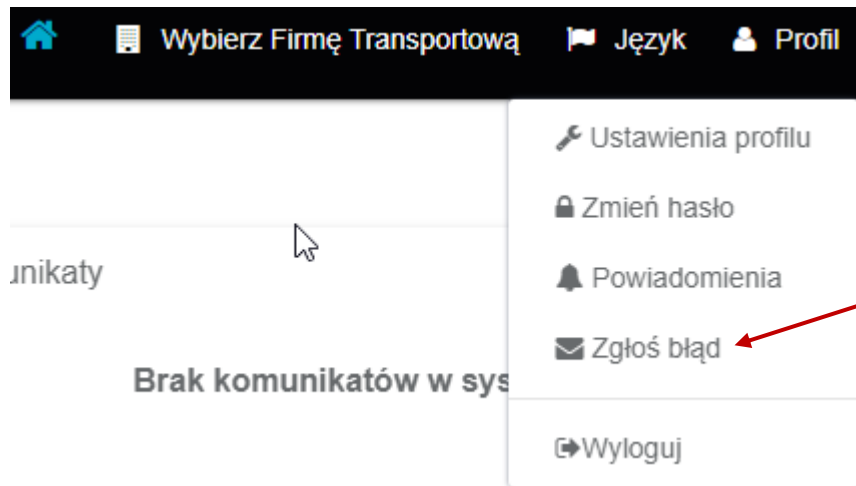 Wybierz Firmę Transportową Język Profil
Ustawienia profilu
Zmień hasło
unikaty
Powiadomienia
Zgłoś błąd
Brak komunikatów w sys
Wyloguj